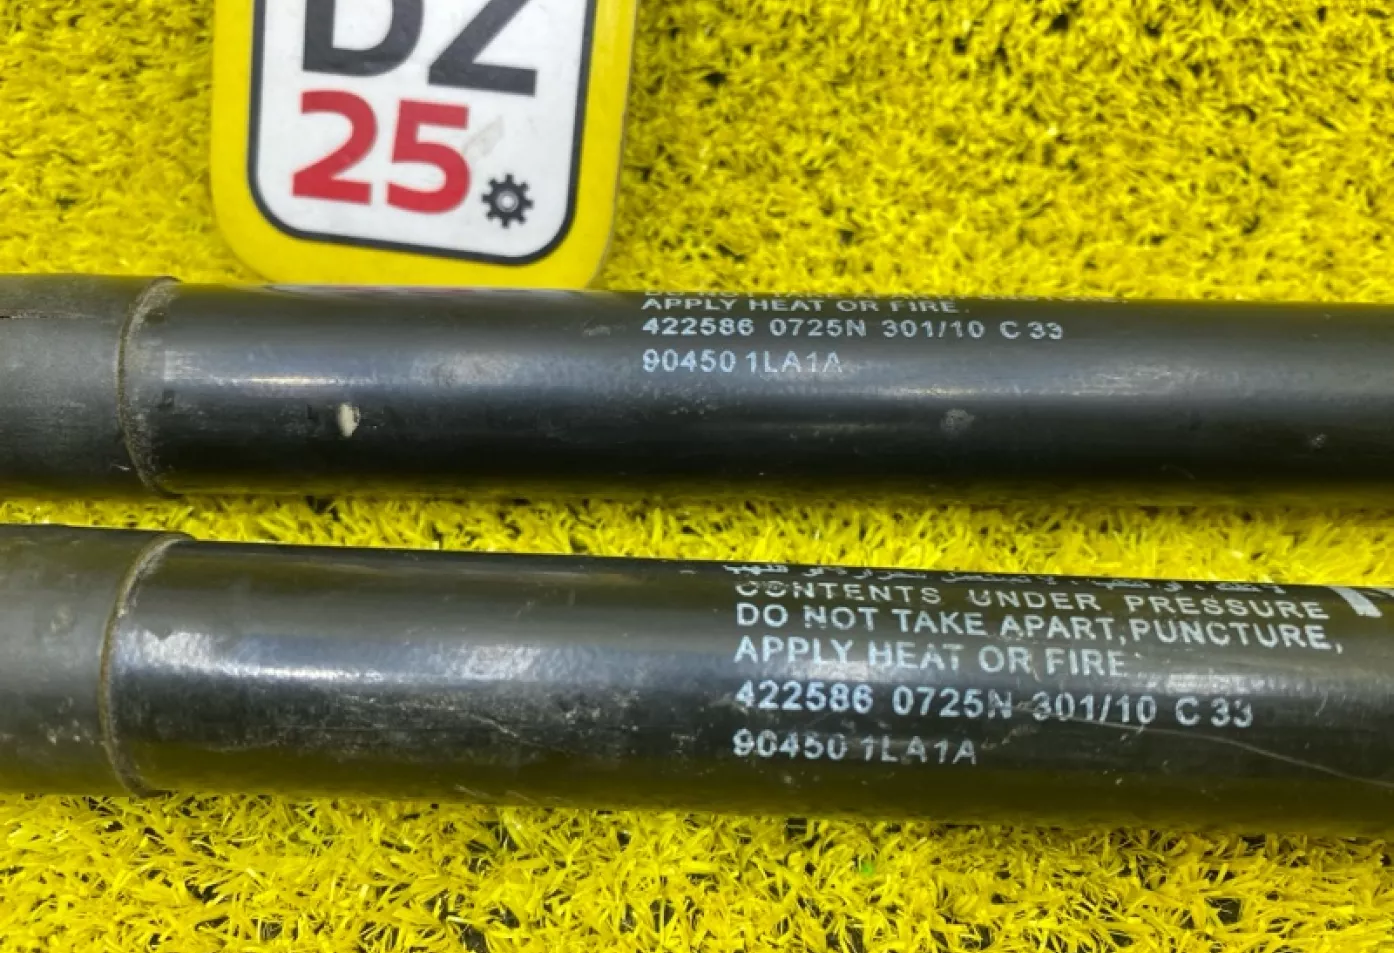 DZ
25
APPLY HEAT OR FIRE.
422586 0725N 301/10 C 33
90450 1LA1A
CONTENTS UNDER PRESSURE
DO NOT TAKE APART, PUNCTURE,
APPLY HEAT OR FIRE.
422586 0725N 301/10 C 33
90450 1LA1A